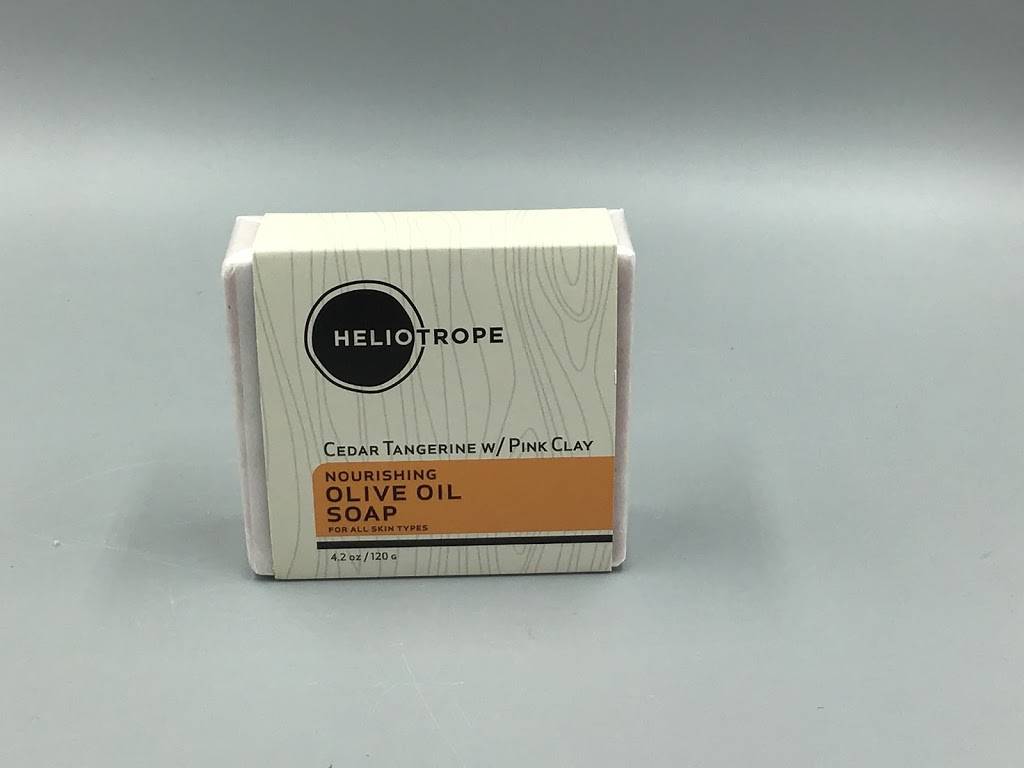 HELIOTROPE
CEDAR TANGERINE W/ PINK CLAY
NOURISHING
OLIVE OIL
SOAP
FOR ALL SKIN TYPES
4.2 oz / 120 G